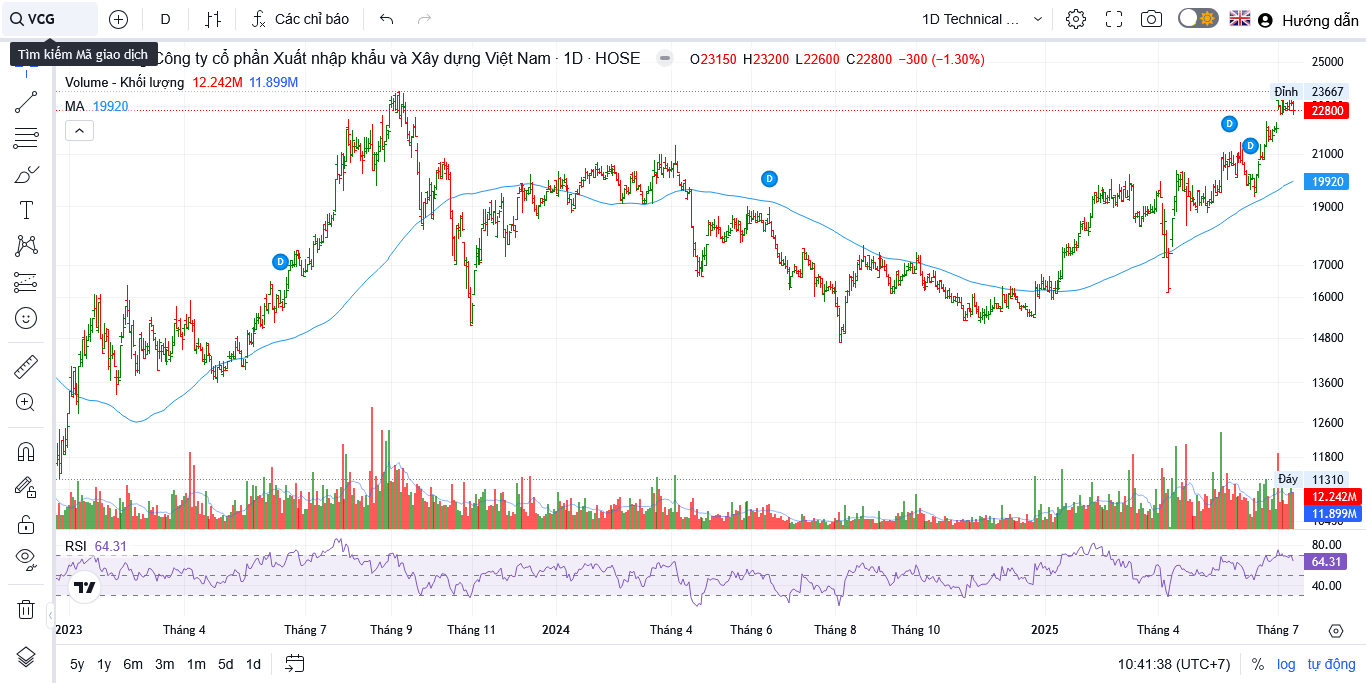 VCG
D
Các chỉ báo
1D Technical ...
Hướng dẫn
Tìm kiếm Mã giao dịch
Công ty cổ phần Xuất nhập khẩu và Xây dựng Việt Nam · 1D · HOSE
O23150 H23200 L22600 C22800 −300 (−1.30%)
Volume - Khối lượng 12.242M 11.899M
MA 19920
25000
Đỉnh 23667
22800
D
D
21000
D
19920
19000
D
17000
16000
14800
13600
12600
11800
Đáy 11310
12.242M
11.899M
RSI 64.31
80.00
64.31
40.00
2023 Tháng 4 Tháng 7 Tháng 9 Tháng 11 2024 Tháng 4 Tháng 6 Tháng 8 Tháng 10 2025 Tháng 4 Tháng 7
5y 1y 6m 3m 1m 5d 1d
10:41:38 (UTC+7) % log tự động